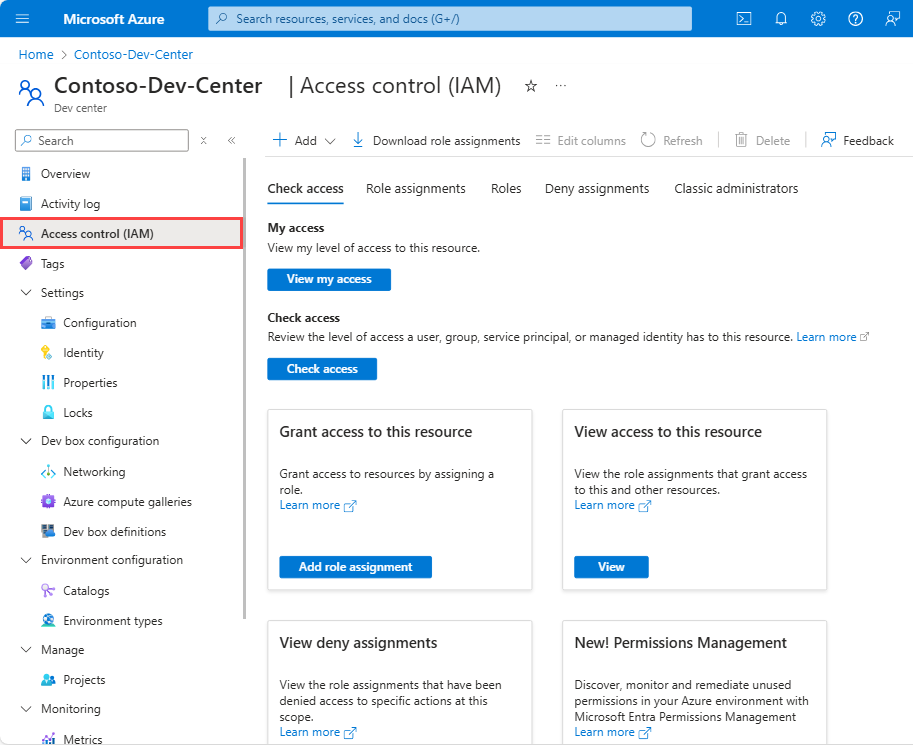 Microsoft Azure
Search resources, services, and docs (G+/)
Home > Contoso-Dev-Center
Contoso-Dev-Center | Access control (IAM) ☆ ...
Dev center
Search
Add
Download role assignments
Edit columns
Refresh
Delete
Feedback
Overview
Activity log
Access control (IAM)
Tags
Settings
Configuration
Identity
Properties
Locks
Dev box configuration
Networking
Azure compute galleries
Dev box definitions
Environment configuration
Catalogs
Environment types
Manage
Projects
Monitoring
Metrics
Check access
Role assignments
Roles
Deny assignments
Classic administrators
My access
View my level of access to this resource.
View my access
Check access
Review the level of access a user, group, service principal, or managed identity has to this resource. Learn more
Check access
Grant access to this resource
Grant access to resources by assigning a
role.
Learn more
Add role assignment
View access to this resource
View the role assignments that grant access
to this and other resources.
Learn more
View
View deny assignments
View the role assignments that have been
denied access to specific actions at this
scope.
Learn more
New! Permissions Management
Discover, monitor and remediate unused
permissions in your Azure environment with
Microsoft Entra Permissions Management
Learn more